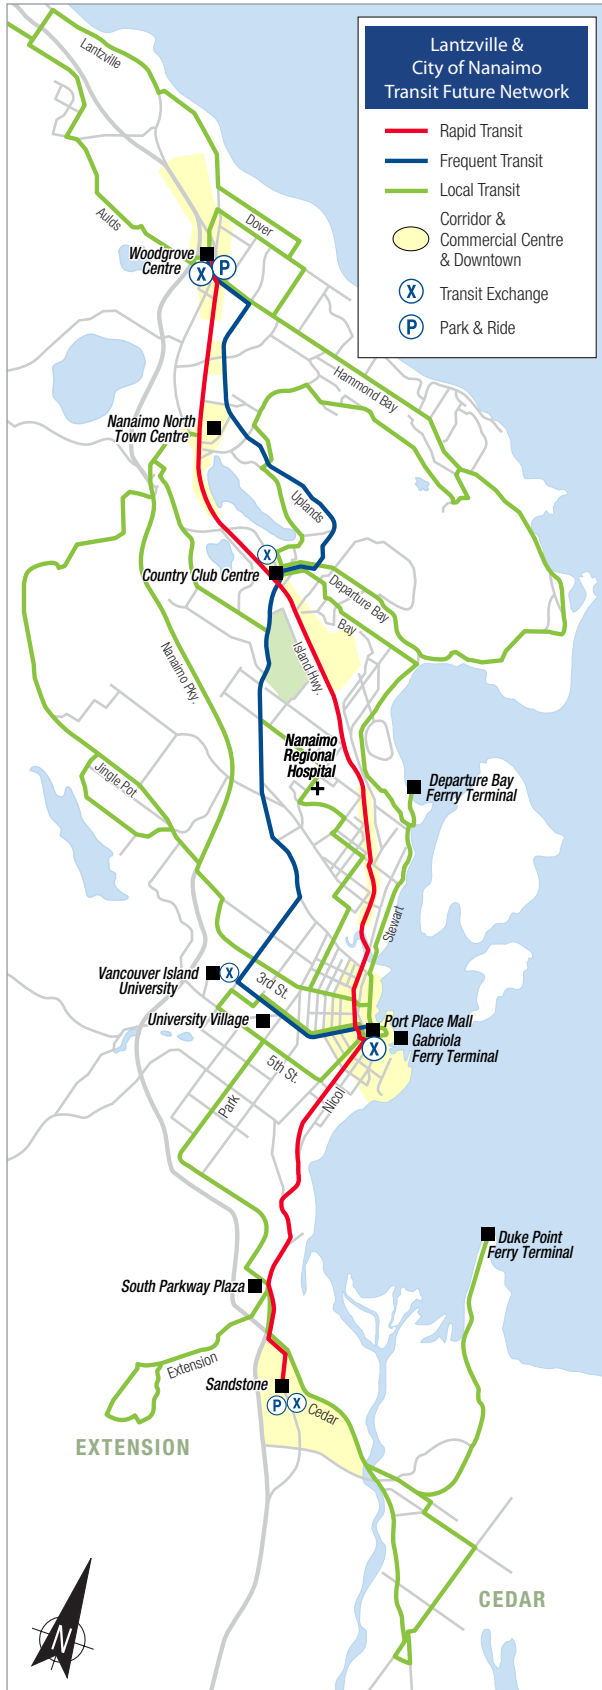 Lantzville &
City of Nanaimo
Transit Future Network
Rapid Transit
Frequent Transit
Local Transit
Corridor &
Commercial Centre
& Downtown
X Transit Exchange
P Park & Ride
Lantzville
Aulds
Dover
Woodgrove
Centre
X
P
Hammond Bay
Nanaimo North
Town Centre
Uplands
X
Country Club Centre
Departure Bay
Bay
Island Hwy.
Nanaimo Pky.
Nanaimo
Regional
Hospital
Jingle Pot
Departure Bay
Ferrry Terminal
Stewart
Vancouver Island
University
X
3rd St.
University Village
Port Place Mall
Gabriola
Ferry Terminal
X
5th St.
Park
Nicol
Duke Point
Ferry Terminal
South Parkway Plaza
Extension
Sandstone
P
X
Cedar
EXTENSION
CEDAR
N